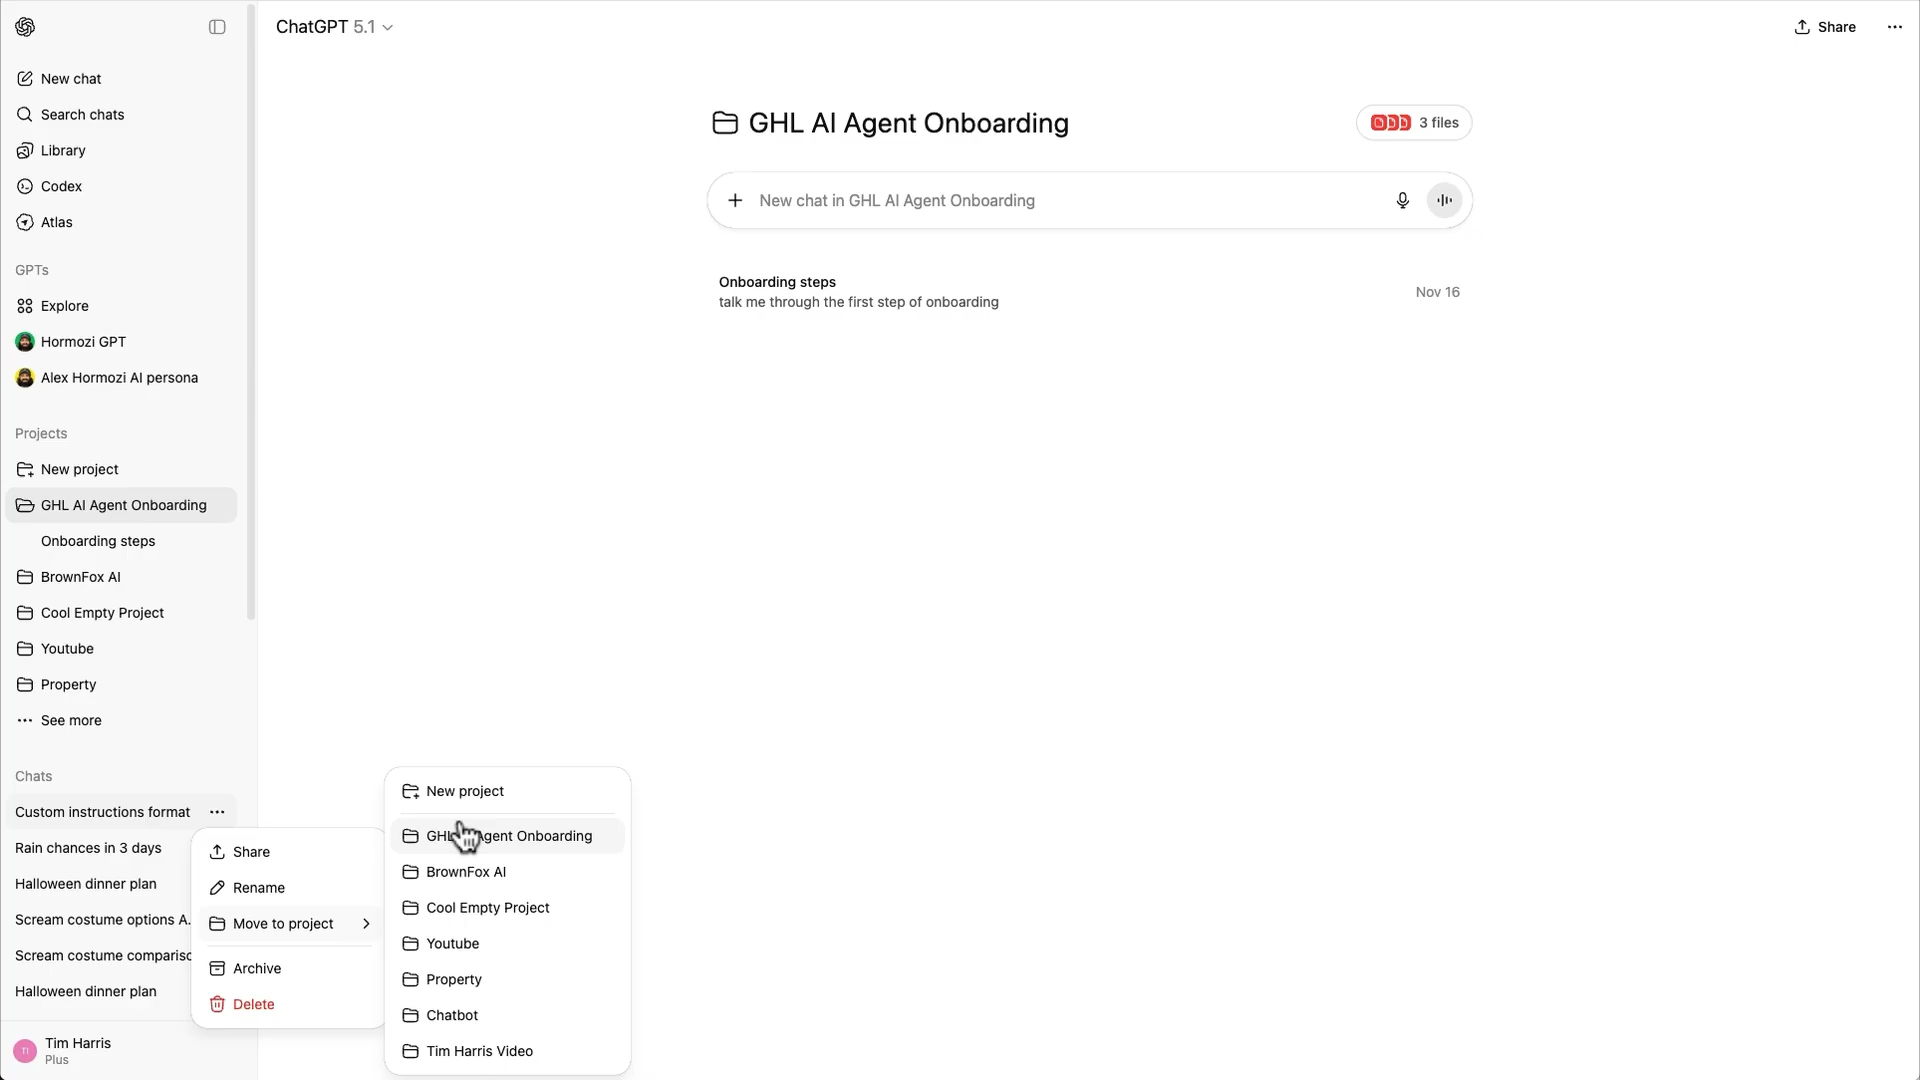 ChatGPT 5.1
Share
New chat
Search chats
Library
Codex
Atlas
GPTs
Explore
Hormozi GPT
Alex Hormozi AI persona
Projects
New project
GHL AI Agent Onboarding
Onboarding steps
BrownFox AI
Cool Empty Project
Youtube
Property
See more
Chats
Custom instructions format
Rain chances in 3 days
Halloween dinner plan
Scream costume options A.
Scream costume comparisc
Halloween dinner plan
Tim Harris
Plus
Share
Rename
Move to project
Archive
Delete
New project
GHL Agent Onboarding
BrownFox AI
Cool Empty Project
Youtube
Property
Chatbot
Tim Harris Video
GHL AI Agent Onboarding
3 files
New chat in GHL AI Agent Onboarding
Onboarding steps
talk me through the first step of onboarding
Nov 16